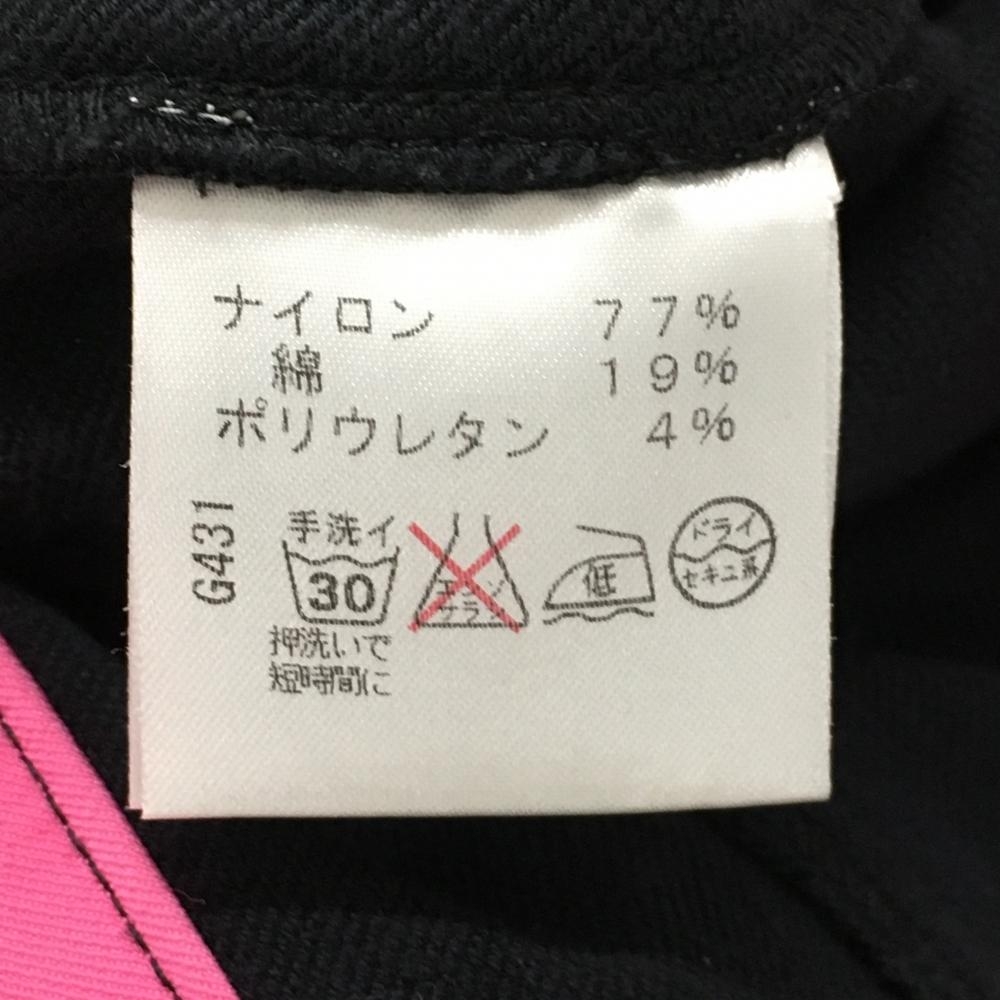 ナイロン 77%
綿 19%
ポリウレタン 4%
G431
手洗イ
30
エンソ
サラシ
低
ドライ
セキユ系
押洗いで
短時間に